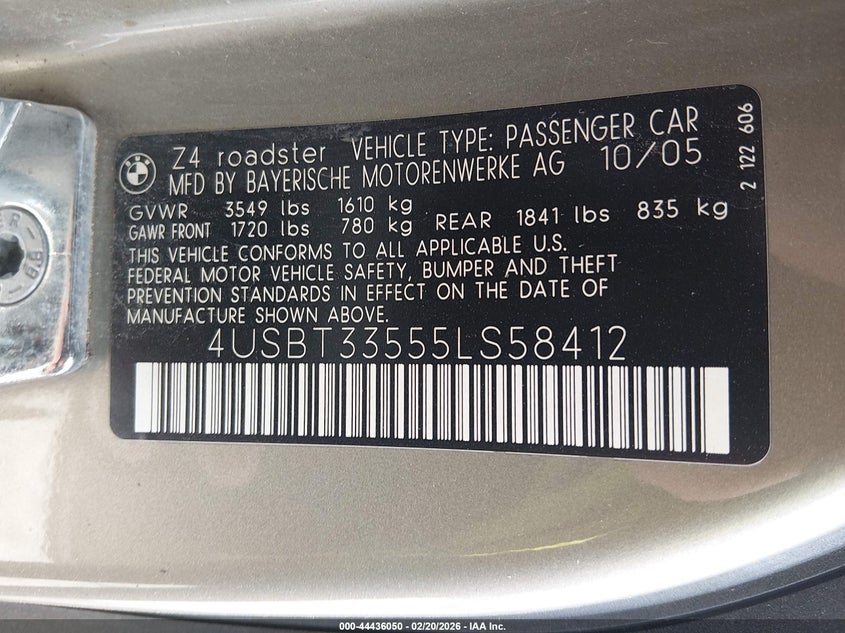 Z4 roadster VEHICLE TYPE: PASSENGER CAR
MFD BY BAYERISCHE MOTORENWERKE AG 10/05
GVWR 3549 lbs 1610 kg
GAWR FRONT 1720 lbs 780 kg REAR 1841 lbs 835 kg
THIS VEHICLE CONFORMS TO ALL APPLICABLE U.S.
FEDERAL MOTOR VEHICLE SAFETY, BUMPER AND THEFT
PREVENTION STANDARDS IN EFFECT ON THE DATE OF
MANUFACTURE SHOWN ABOVE.
4USBT33555LS58412
2 122 606
BMW
000-44436050 - 02/20/2026 - IAA Inc.